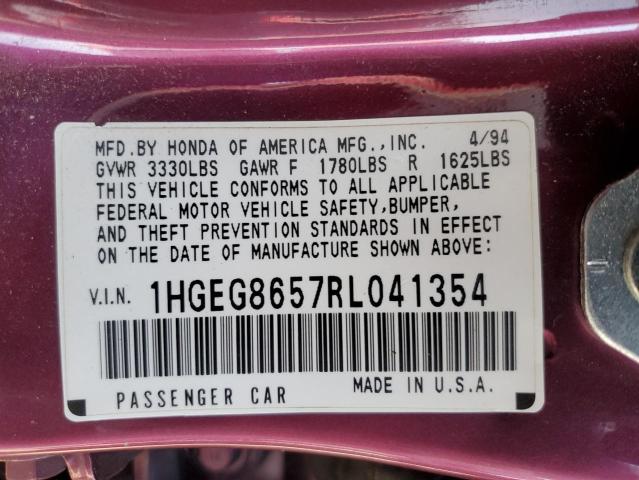 MFD.BY HONDA OF AMERICA MFG.,INC. 4/94
GVWR 3330LBS GAWR F 1780LBS R 1625LBS
THIS VEHICLE CONFORMS TO ALL APPLICABLE
FEDERAL MOTOR VEHICLE SAFETY,BUMPER,
AND THEFT PREVENTION STANDARDS IN EFFECT
ON THE DATE OF MANUFACTURE SHOWN ABOVE:
V.I.N. 1HGEG8657RL041354
PASSENGER CAR MADE IN U.S.A.